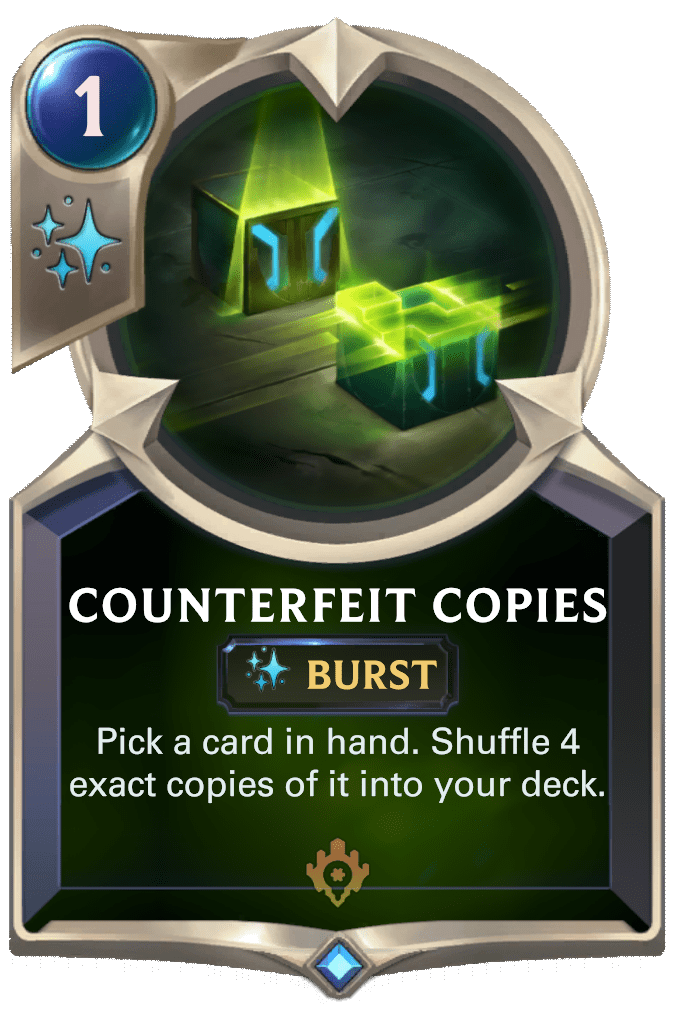 1
COUNTERFEIT COPIES
BURST
Pick a card in hand. Shuffle 4
exact copies of it into your deck.